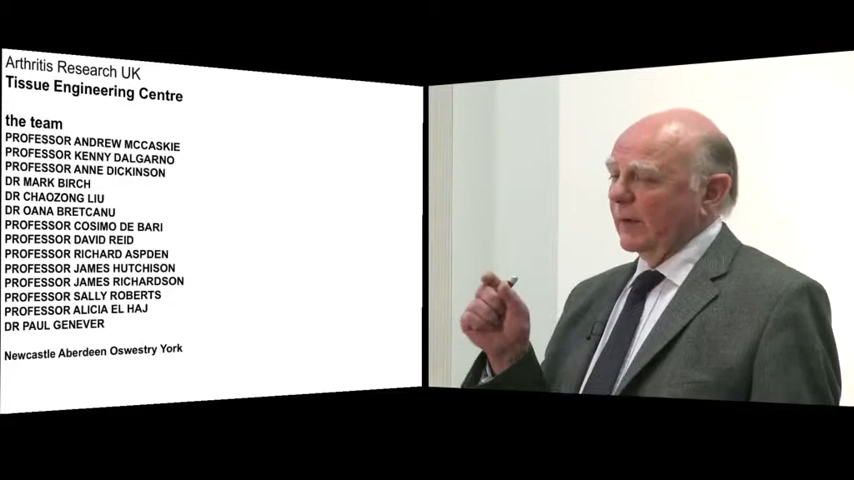 Arthritis Research UK
Tissue Engineering Centre
the team
PROFESSOR ANDREW MCCASKIE
PROFESSOR KENNY DALGARNO
PROFESSOR ANNE DICKINSON
DR MARK BIRCH
DR CHAOZONG LIU
DR OANA BRETCANU
PROFESSOR COSIMO DE BARI
PROFESSOR DAVID REID
PROFESSOR RICHARD ASPDEN
PROFESSOR JAMES HUTCHISON
PROFESSOR JAMES RICHARDSON
PROFESSOR SALLY ROBERTS
PROFESSOR ALICIA EL HAJ
DR PAUL GENEVER
Newcastle Aberdeen Oswestry York